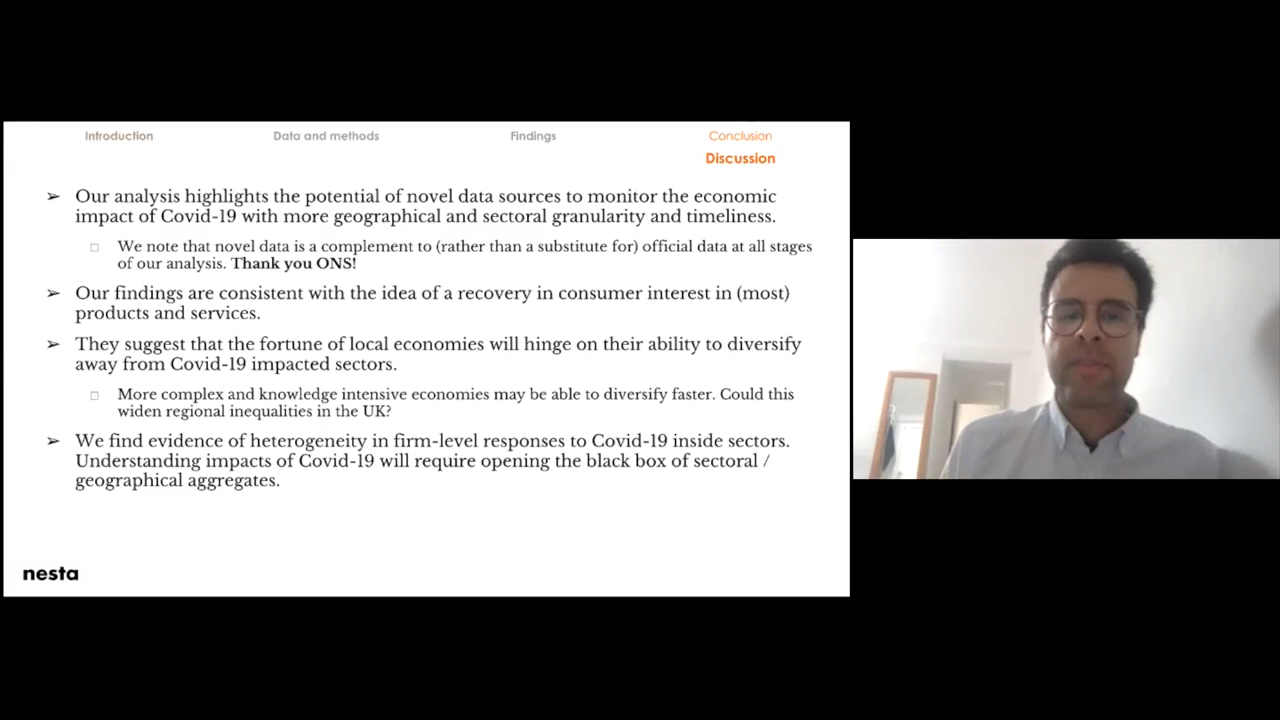 Introduction Data and methods Findings Conclusion
Discussion
➢ Our analysis highlights the potential of novel data sources to monitor the economic
impact of Covid-19 with more geographical and sectoral granularity and timeliness.
□ We note that novel data is a complement to (rather than a substitute for) official data at all stages
of our analysis. Thank you ONS!
➢ Our findings are consistent with the idea of a recovery in consumer interest in (most)
products and services.
➢ They suggest that the fortune of local economies will hinge on their ability to diversify
away from Covid-19 impacted sectors.
□ More complex and knowledge intensive economies may be able to diversify faster. Could this
widen regional inequalities in the UK?
➢ We find evidence of heterogeneity in firm-level responses to Covid-19 inside sectors.
Understanding impacts of Covid-19 will require opening the black box of sectoral /
geographical aggregates.
nesta